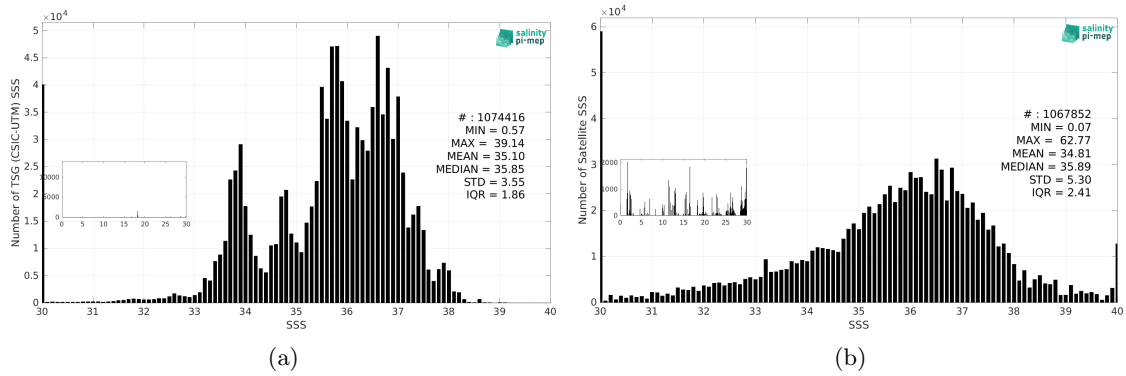 ×10⁴
5
4.5
4
3.5
3
2.5
2
1.5
1
0.5
0
Number of TSG (CSIC-UTM) SSS
salinity
pi-mep
# : 1074416
MIN = 0.57
MAX = 39.14
MEAN = 35.10
MEDIAN = 35.85
STD = 3.55
IQR = 1.86
10000
5000
0
0 5 10 15 20 25 30
30 31 32 33 34 35 36 37 38 39 40
SSS
(a)
×10⁴
6
5
4
3
2
1
0
Number of Satellite SSS
salinity
pi-mep
# : 1067852
MIN = 0.07
MAX = 62.77
MEAN = 34.81
MEDIAN = 35.89
STD = 5.30
IQR = 2.41
2000
1000
0
0 5 10 15 20 25 30
30 31 32 33 34 35 36 37 38 39 40
SSS
(b)